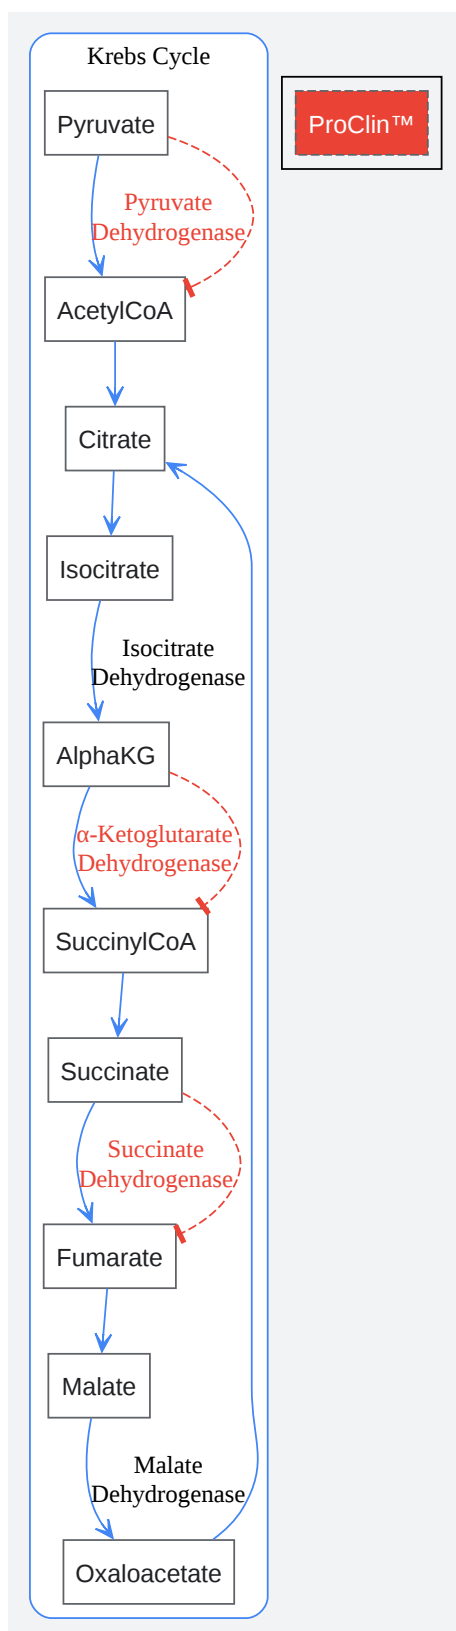 Krebs Cycle
ProClin™
Pyruvate
Pyruvate
Dehydrogenase
AcetylCoA
Citrate
Isocitrate
Isocitrate
Dehydrogenase
AlphaKG
α-Ketoglutarate
Dehydrogenase
SuccinylCoA
Succinate
Succinate
Dehydrogenase
Fumarate
Malate
Malate
Dehydrogenase
Oxaloacetate